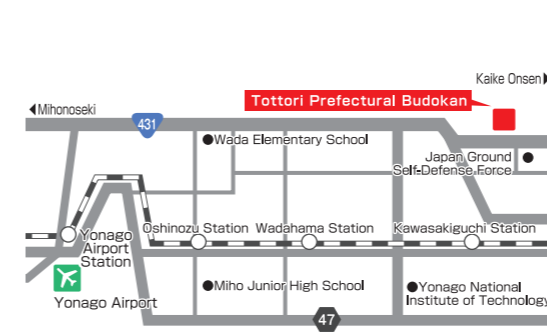 Kaike Onsen
Mihonoseki
Tottori Prefectural Budokan
431
Wada Elementary School
Japan Ground
Self-Defense Force
Oshinozu Station
Wadahama Station
Kawasakiguchi Station
Yonago
Airport
Station
Yonago Airport
Miho Junior High School
Yonago National
Institute of Technology
47